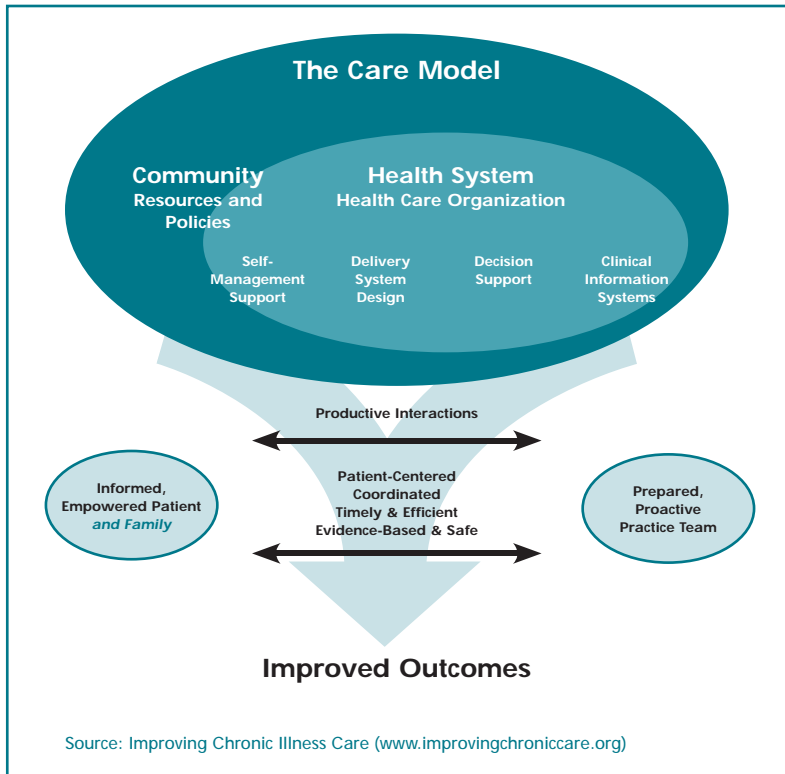 The Care Model
Community
Resources and
Policies
Health System
Health Care Organization
Self-
Management
Support
Delivery
System
Design
Decision
Support
Clinical
Information
Systems
Productive Interactions
Informed,
Empowered Patient
and Family
Patient-Centered
Coordinated
Timely & Efficient
Evidence-Based & Safe
Prepared,
Proactive
Practice Team
Improved Outcomes
Source: Improving Chronic Illness Care (www.improvingchroniccare.org)